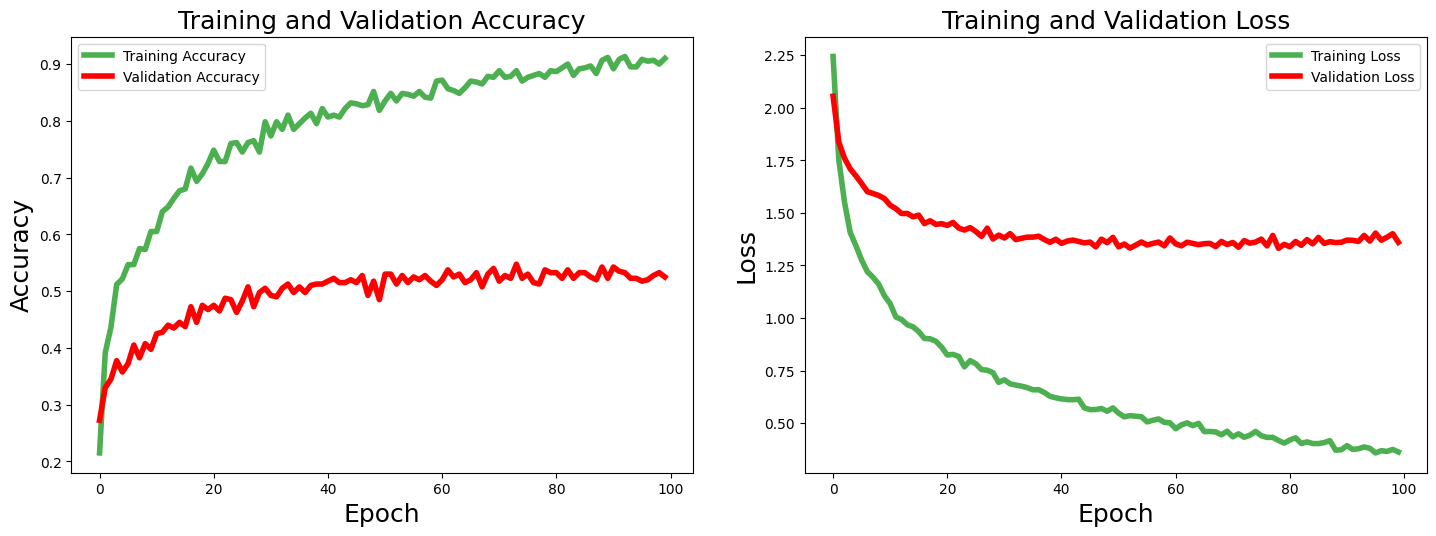 Training and Validation Accuracy
Training Accuracy
Validation Accuracy
Accuracy
0.9
0.8
0.7
0.6
0.5
0.4
0.3
0.2
0 20 40 60 80 100
Epoch
Training and Validation Loss
Training Loss
Validation Loss
Loss
2.25
2.00
1.75
1.50
1.25
1.00
0.75
0.50
0 20 40 60 80 100
Epoch